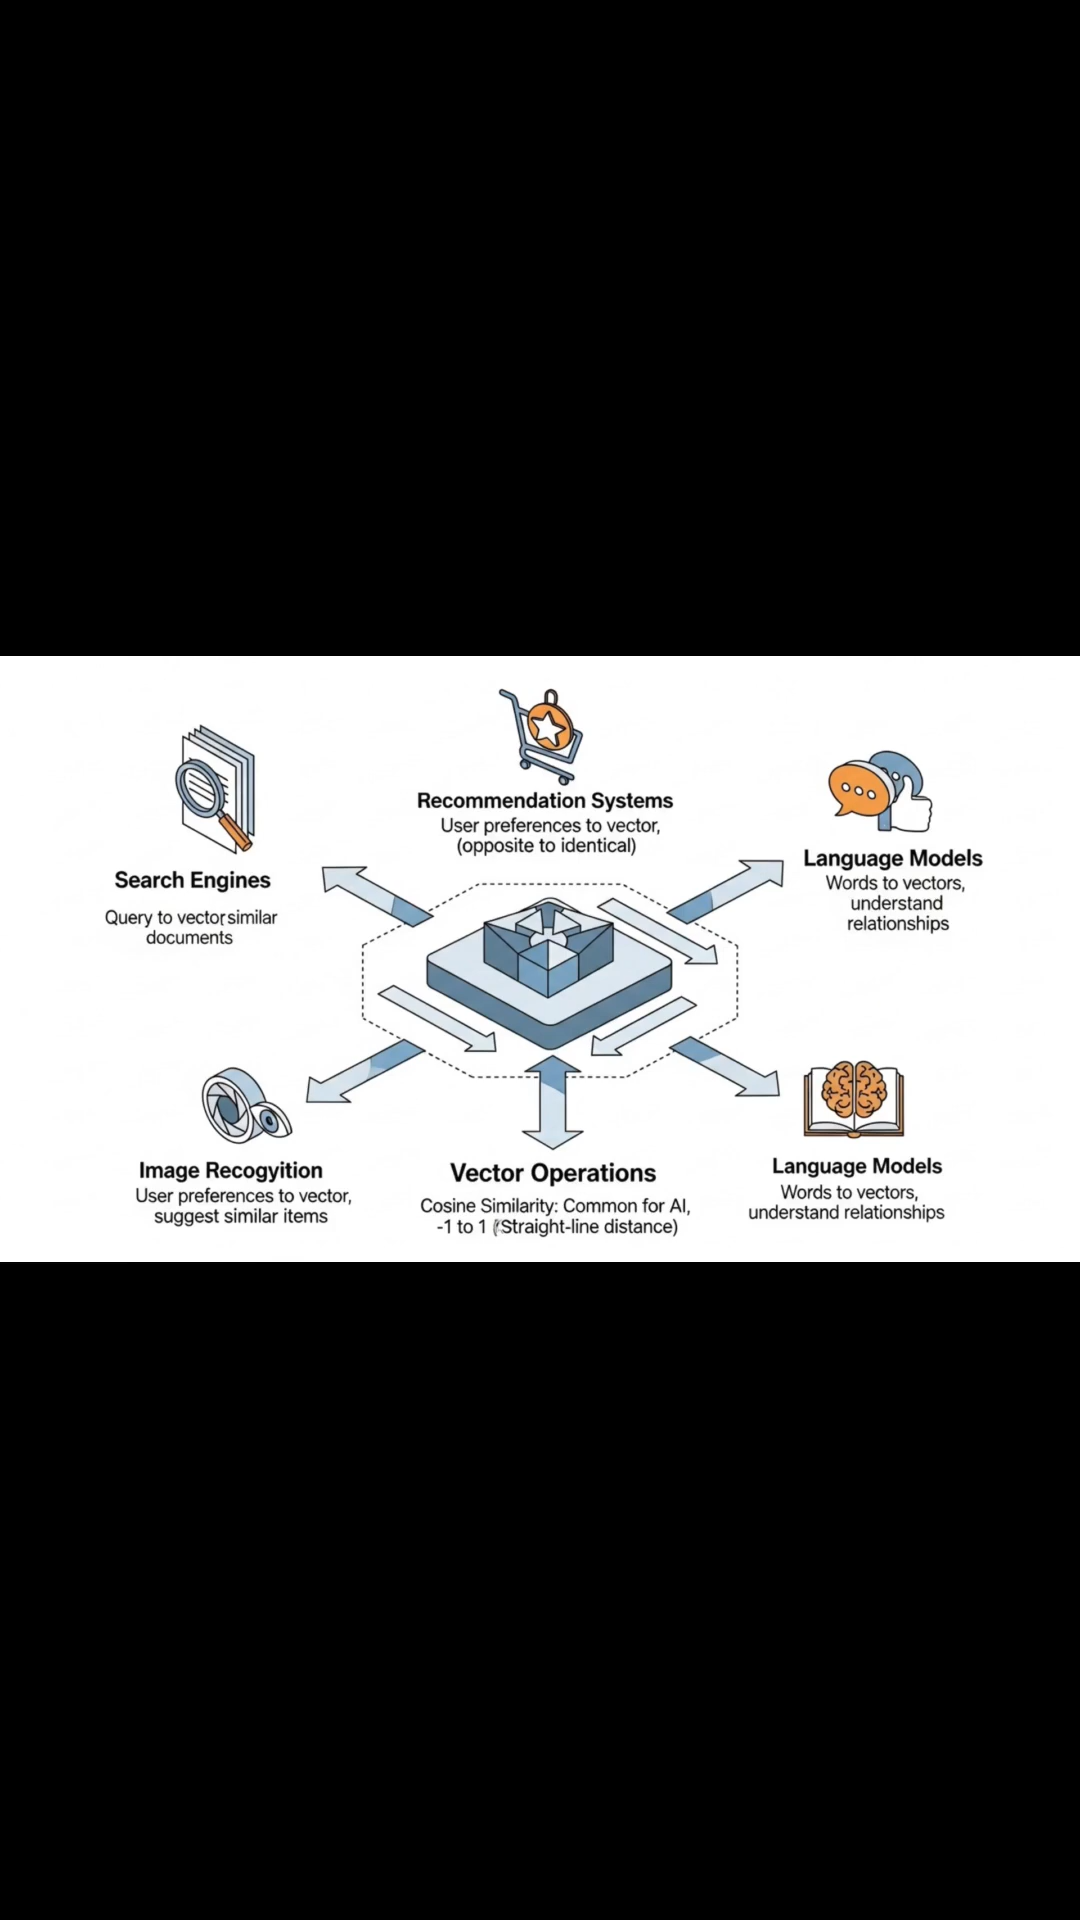 Recommendation Systems
User preferences to vector,
(opposite to identical)
Search Engines
Query to vector similar
documents
Language Models
Words to vectors,
understand
relationships
Image Recogyition
User preferences to vector,
suggest similar items
Vector Operations
Cosine Similarity: Common for AI,
-1 to 1 (Straight-line distance)
Language Models
Words to vectors,
understand relationships